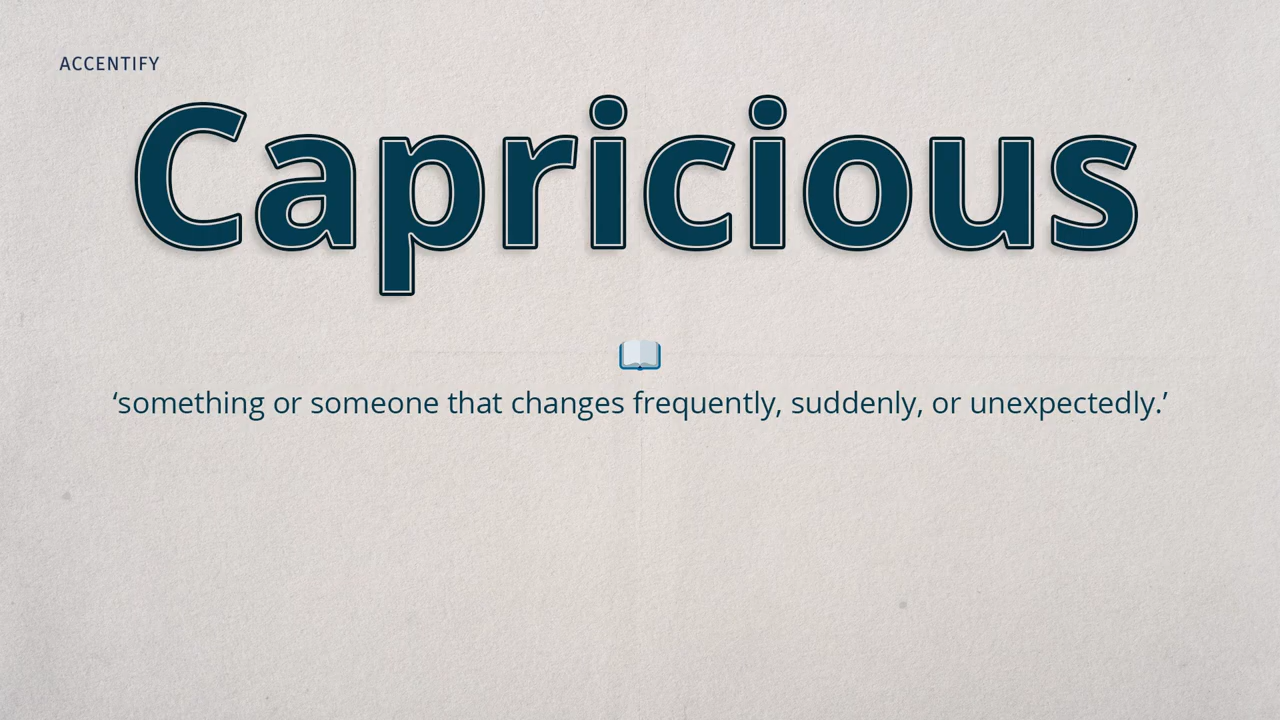 ACCENTIFY
Capricious
‘something or someone that changes frequently, suddenly, or unexpectedly.’